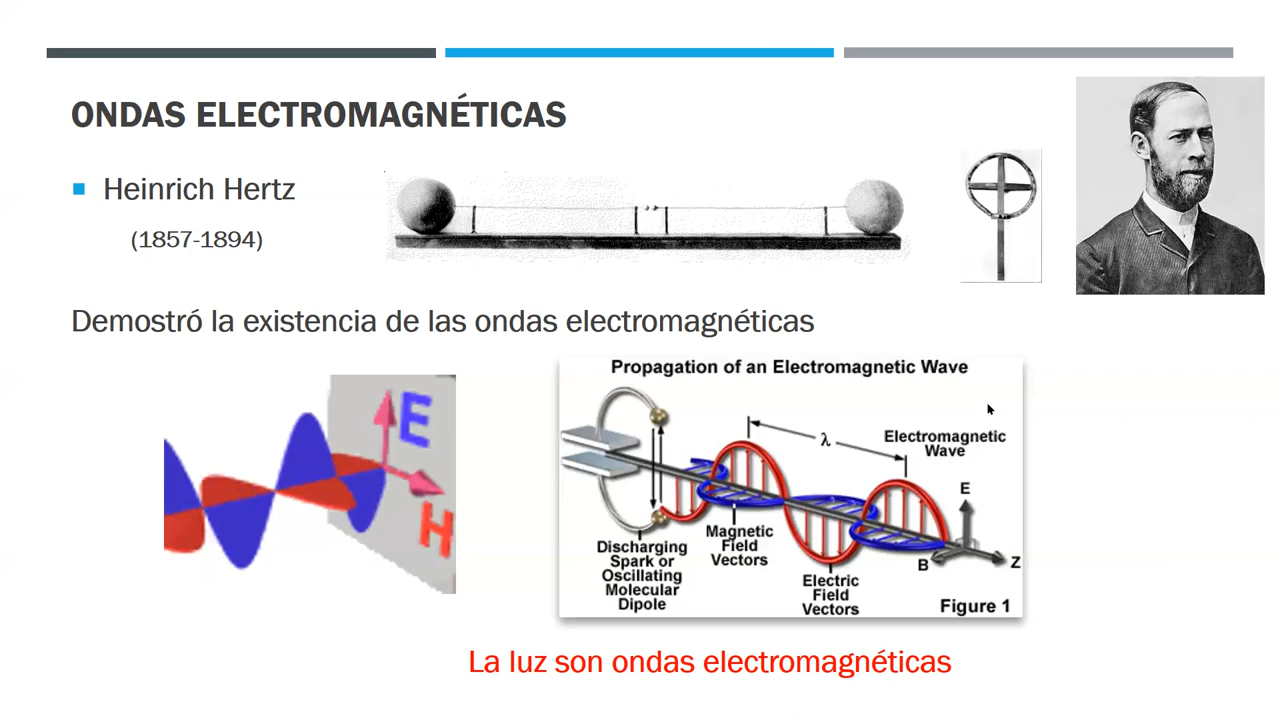 ONDAS ELECTROMAGNÉTICAS
Heinrich Hertz
(1857-1894)
Demostró la existencia de las ondas electromagnéticas
E
H
Propagation of an Electromagnetic Wave
λ
Electromagnetic
Wave
Discharging
Spark or
Oscillating
Molecular
Dipole
Magnetic
Field
Vectors
Electric
Field
Vectors
E
B
Z
Figure 1
La luz son ondas electromagnéticas